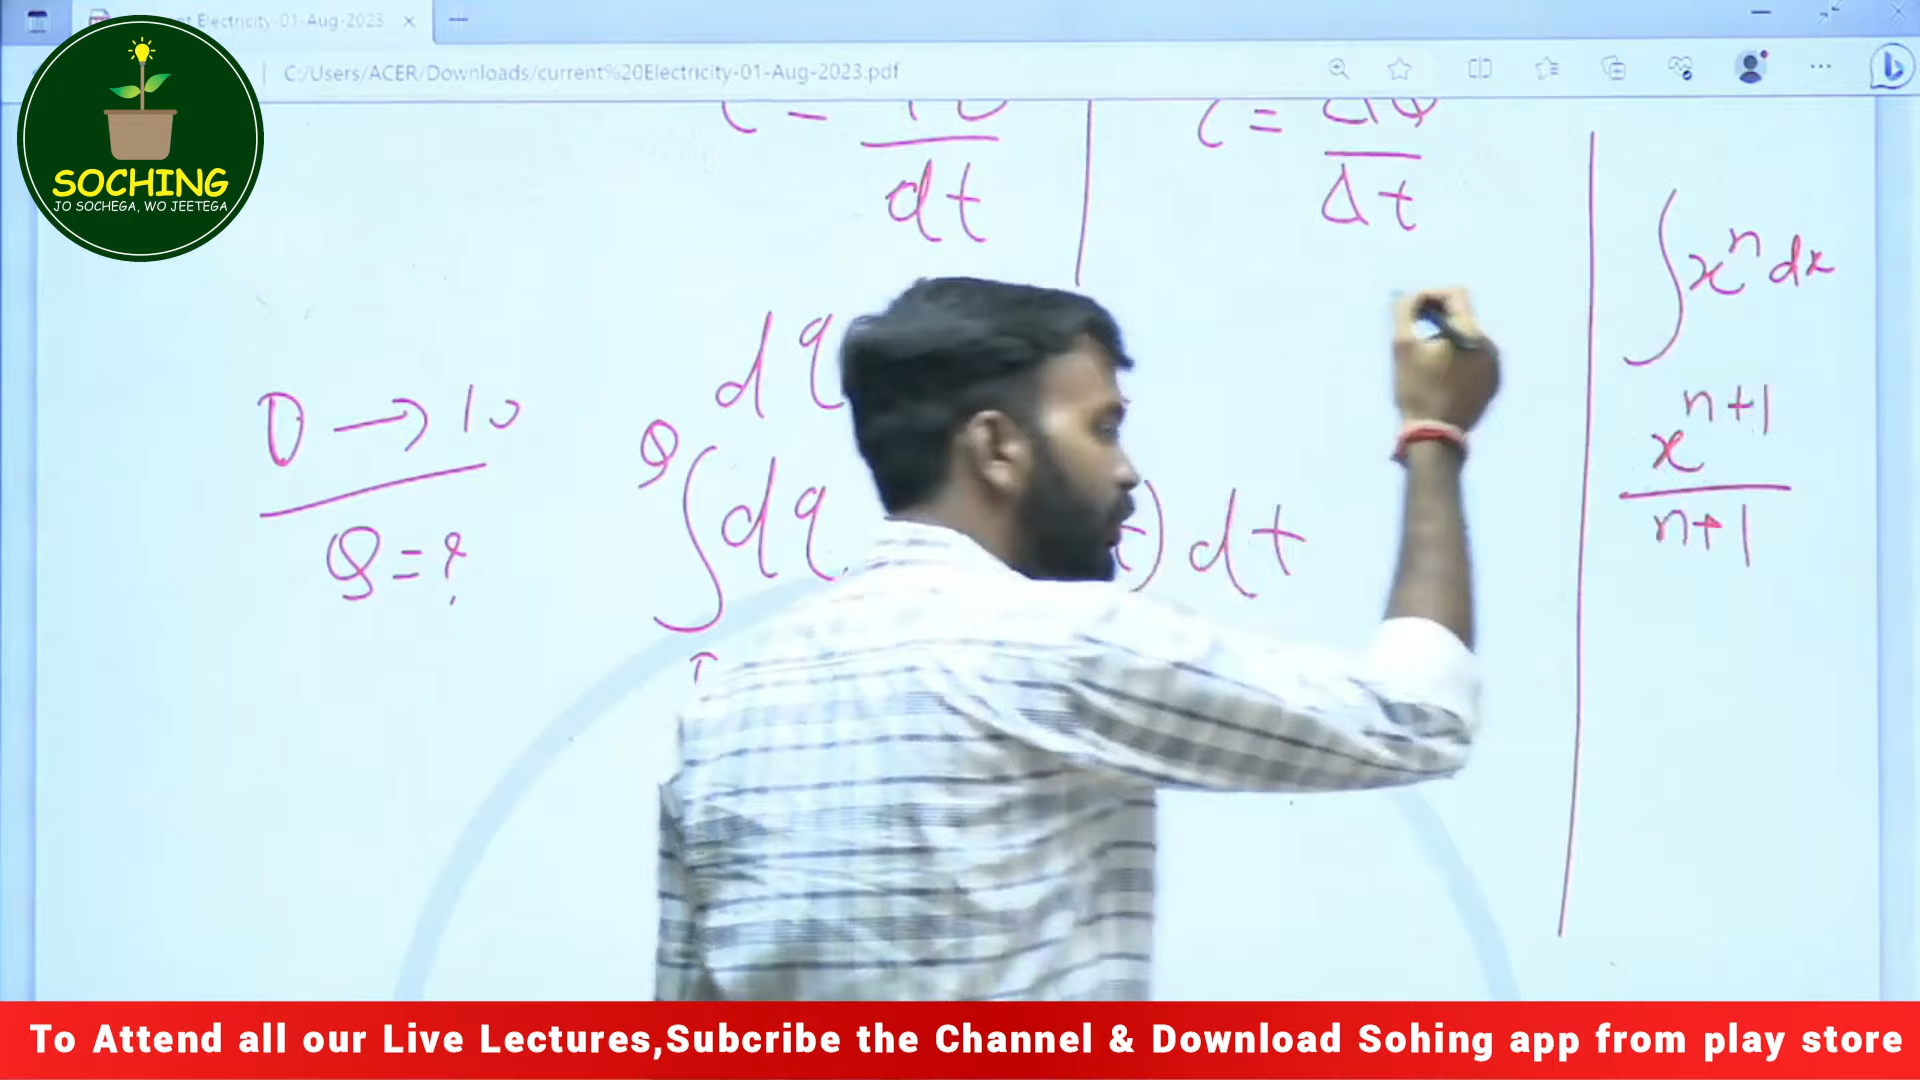 Electricity-01-Aug-2023
C:/Users/ACER/Downloads/current%20Electricity-01-Aug-2023.pdf
SOCHING
JO SOCHEGA, WO JEETEGA
dt
i = ΔQ / Δt
∫ x^n dx
x^(n+1)
n+1
0 → 10
Q = ?
dq
Q
∫ dq
t) dt
To Attend all our Live Lectures,Subcribe the Channel & Download Sohing app from play store